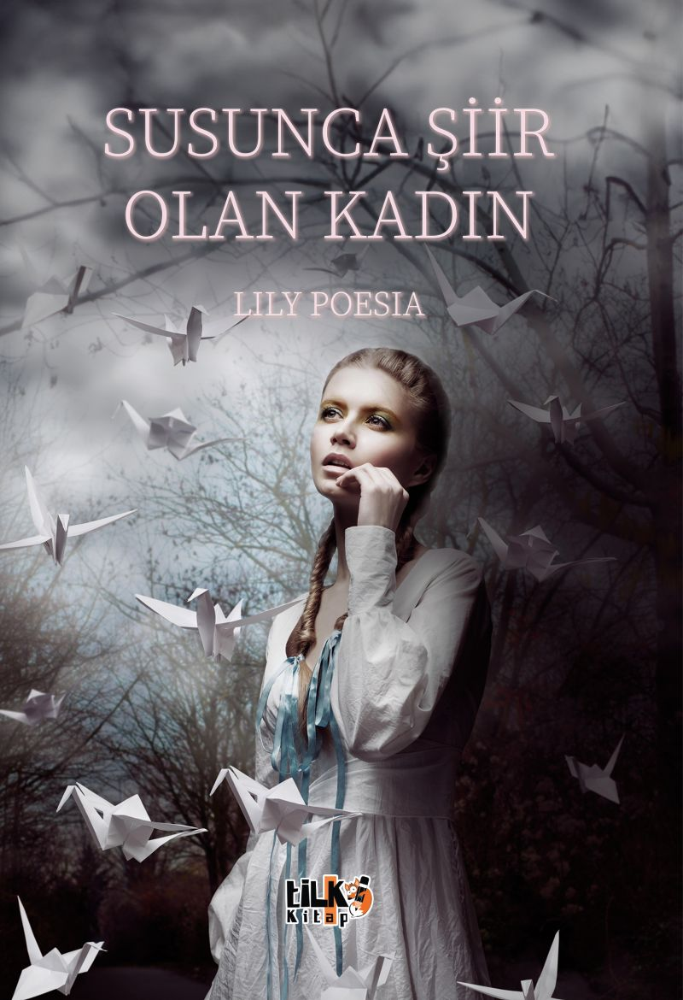 SUSUNCA ŞİİR
OLAN KADIN
LILY POESIA
tiLKi
Kitap